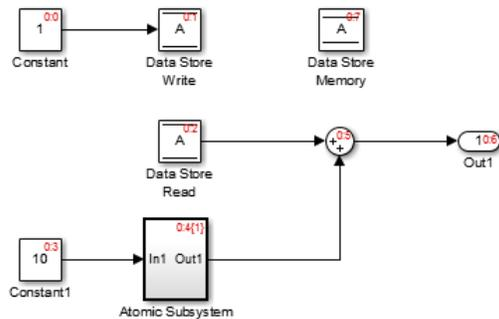 0:0
1
Constant
0:1
A
Data Store
Write
0:7
A
Data Store
Memory
0:2
A
Data Store
Read
0:5
++
1
0:6
Out1
0:3
10
Constant1
0:4{1}
In1 Out1
Atomic Subsystem